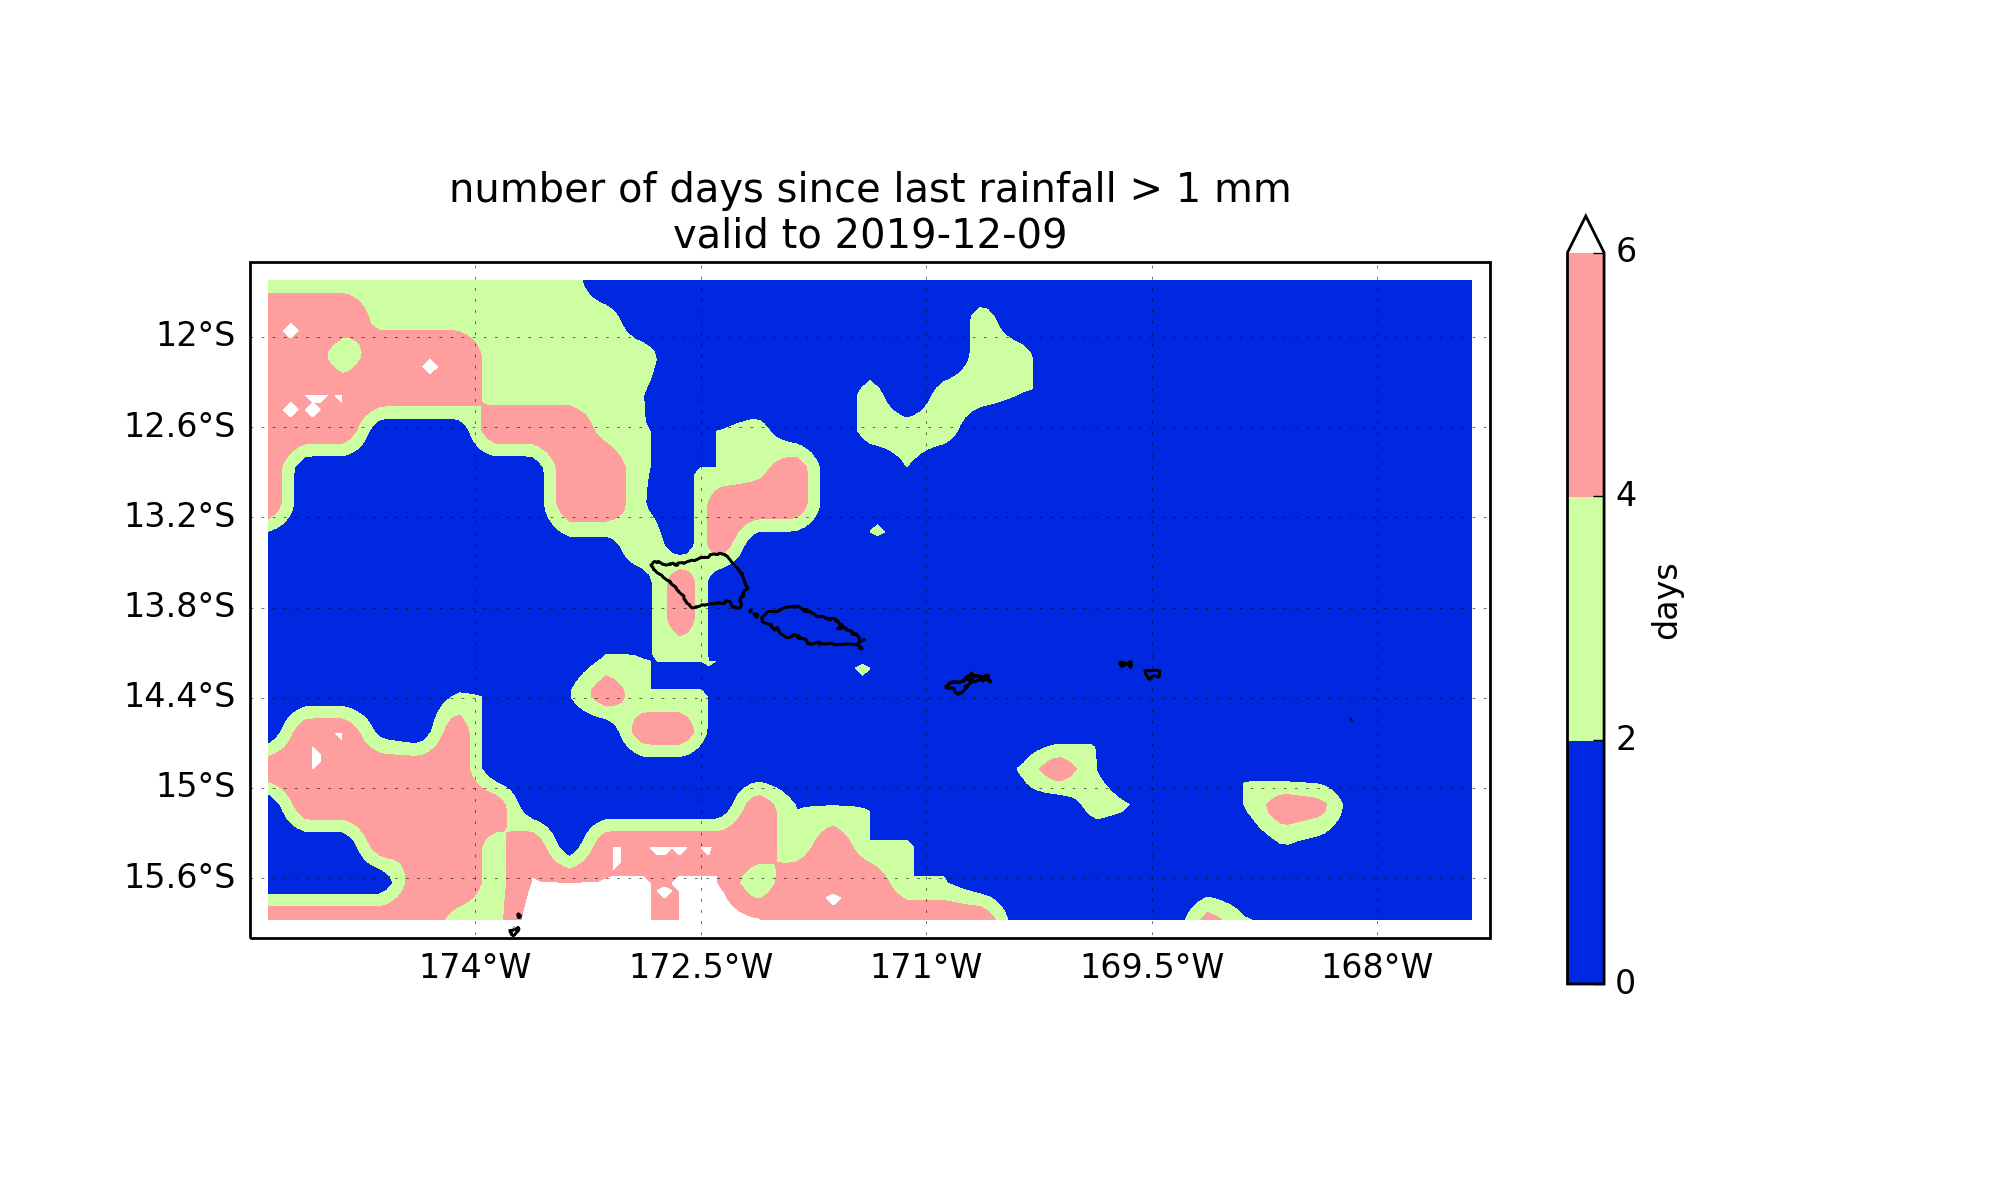 number of days since last rainfall > 1 mm
valid to 2019-12-09
12°S
12.6°S
13.2°S
13.8°S
14.4°S
15°S
15.6°S
174°W
172.5°W
171°W
169.5°W
168°W
6
4
2
0
days